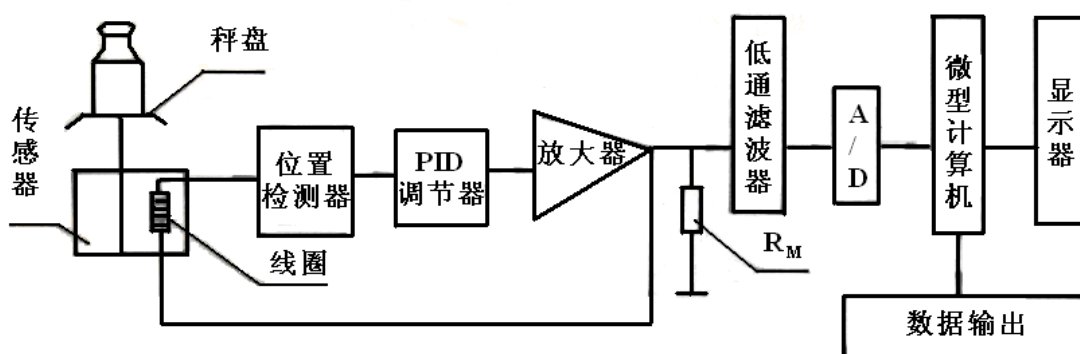 秤盘
传感器
线圈
位置
检测器
PID
调节器
放大器
R_M
低通滤波器
A/D
微型计算机
显示器
数据输出